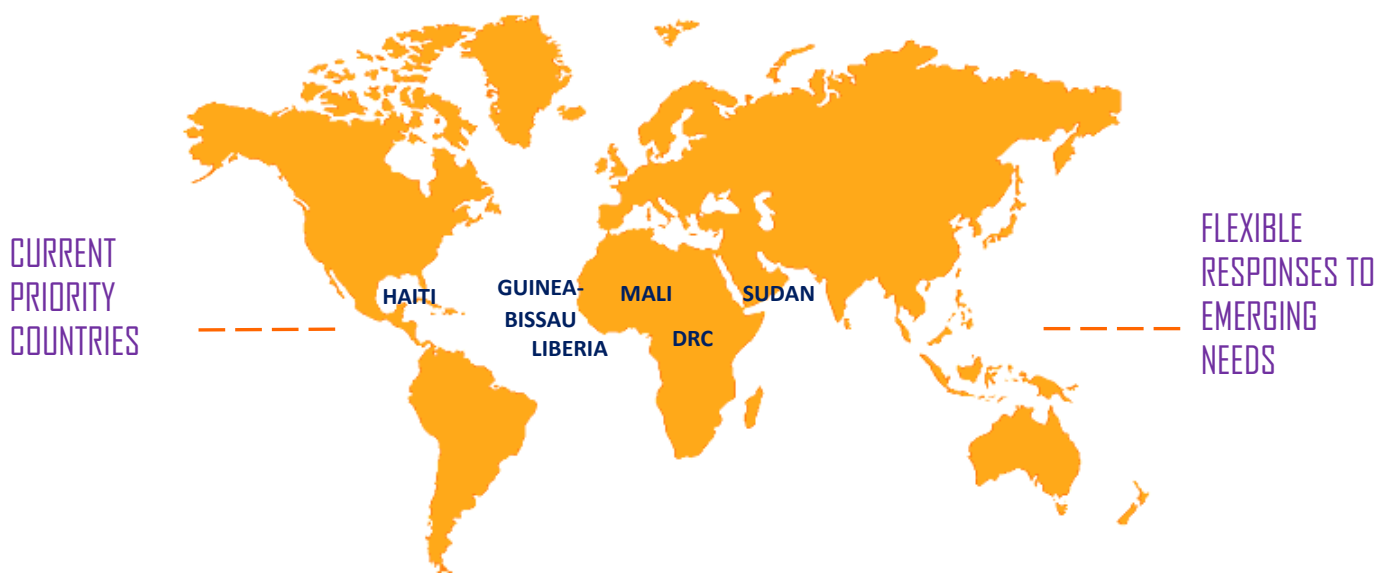 CURRENT
PRIORITY
COUNTRIES
HAITI
GUINEA-
BISSAU
LIBERIA
MALI
DRC
SUDAN
FLEXIBLE
RESPONSES TO
EMERGING
NEEDS